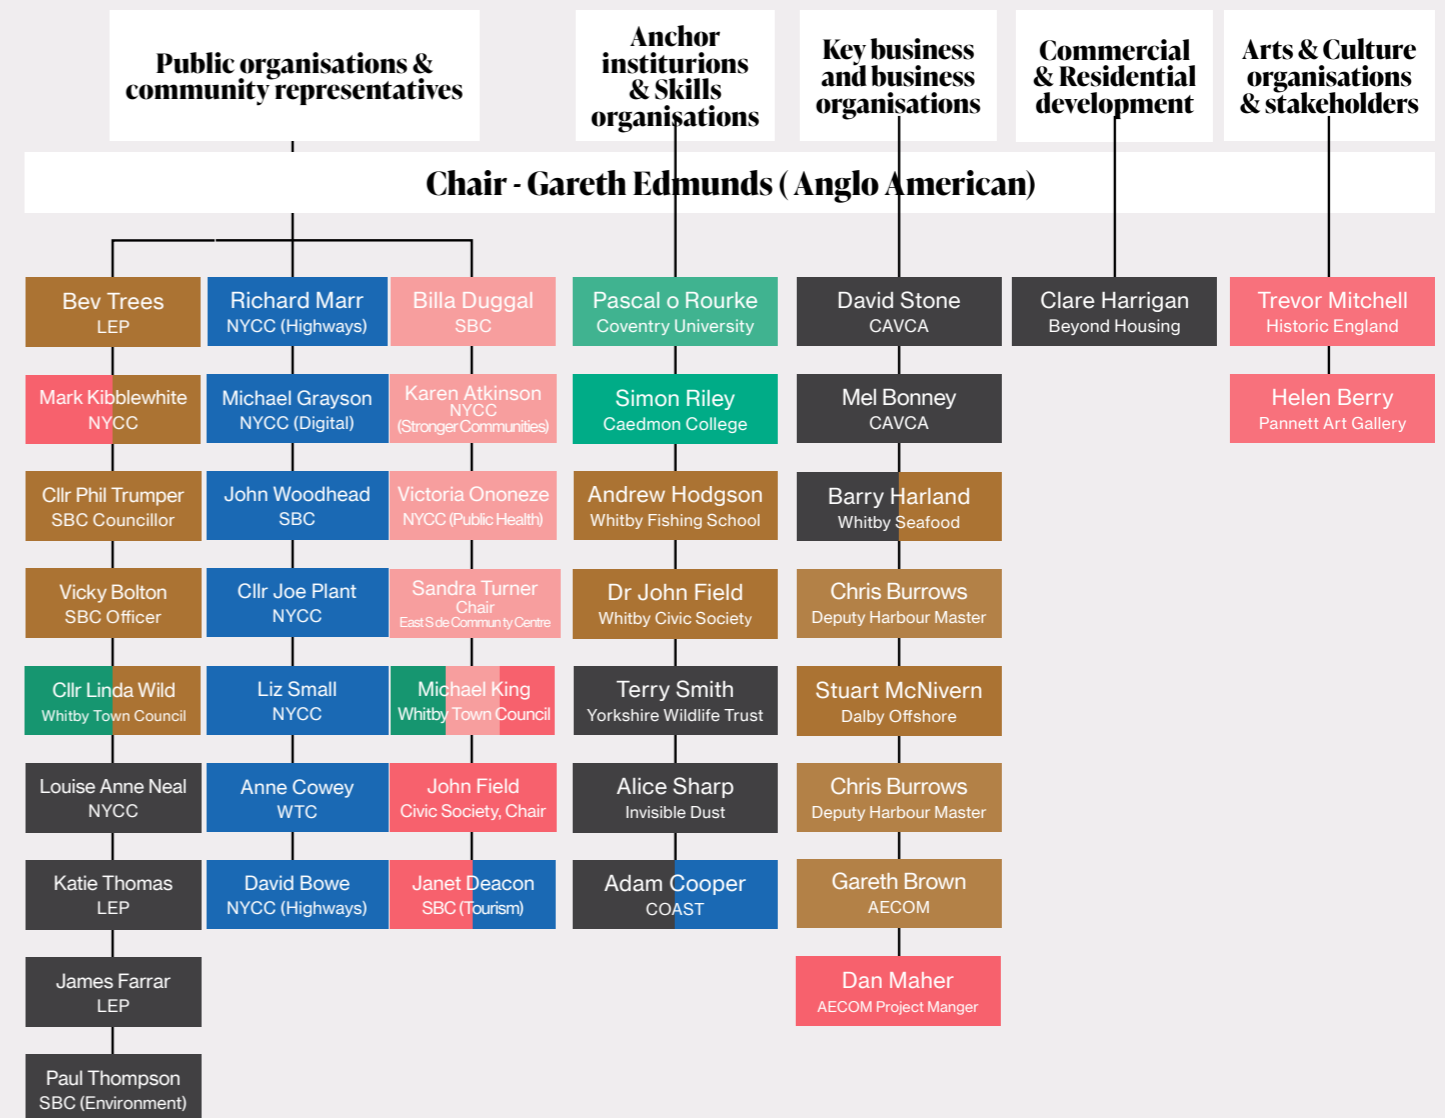 Public organisations &
community representatives
Anchor
institurions
& Skills
organisations
Key business
and business
organisations
Commercial
& Residential
development
Arts & Culture
organisations
& stakeholders
Chair - Gareth Edmunds ( Anglo American)
Bev Trees
LEP
Mark Kibblewhite
NYCC
Cllr Phil Trumper
SBC Councillor
Vicky Bolton
SBC Officer
Cllr Linda Wild
Whitby Town Council
Louise Anne Neal
NYCC
Katie Thomas
LEP
James Farrar
LEP
Paul Thompson
SBC (Environment)
Richard Marr
NYCC (Highways)
Michael Grayson
NYCC (Digital)
John Woodhead
SBC
Cllr Joe Plant
NYCC
Liz Small
NYCC
Anne Cowey
WTC
David Bowe
NYCC (Highways)
Billa Duggal
SBC
Karen Atkinson
NYCC
(Stronger Communities)
Victoria Ononeze
NYCC (Public Health)
Sandra Turner
Chair
East S de Commun ty Centre
Michael King
Whitby Town Council
John Field
Civic Society, Chair
Janet Deacon
SBC (Tourism)
Pascal o Rourke
Coventry University
Simon Riley
Caedmon College
Andrew Hodgson
Whitby Fishing School
Dr John Field
Whitby Civic Society
Terry Smith
Yorkshire Wildlife Trust
Alice Sharp
Invisible Dust
Adam Cooper
COAST
David Stone
CAVCA
Mel Bonney
CAVCA
Barry Harland
Whitby Seafood
Chris Burrows
Deputy Harbour Master
Stuart McNivern
Dalby Offshore
Chris Burrows
Deputy Harbour Master
Gareth Brown
AECOM
Dan Maher
AECOM Project Manger
Clare Harrigan
Beyond Housing
Trevor Mitchell
Historic England
Helen Berry
Pannett Art Gallery